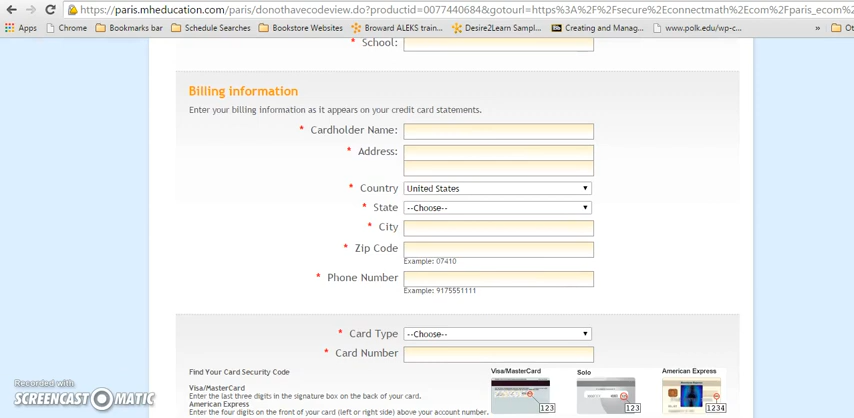 https://paris.mheducation.com/paris/donothavecodeview.do?productid=0077440684&gotourl=https%3A%2F%2Fsecure%2Econnectmath%2Ecom%2Fparis_ecom%2
Apps Chrome Bookmarks bar Schedule Searches Bookstore View Broward ALEKS train... Desire2Learn Sampl... Bb Creating and Manag... www.polk.edu/wp-c... » Ot
* School:
Billing information
Enter your billing information as it appears on your credit card statements.
* Cardholder Name:
* Address:
* Country United States
* State --Choose--
* City
* Zip Code
Example: 07410
* Phone Number
Example: 9175551111
* Card Type --Choose--
* Card Number
Find Your Card Security Code
Visa/MasterCard Solo American Express
Visa/MasterCard
Enter the last three digits in the signature box on the back of your card.
American Express
Enter the four digits on the front of your card (left or right side) above your account number.
123 123 1234
Recorded with
SCREENCAST MATIC